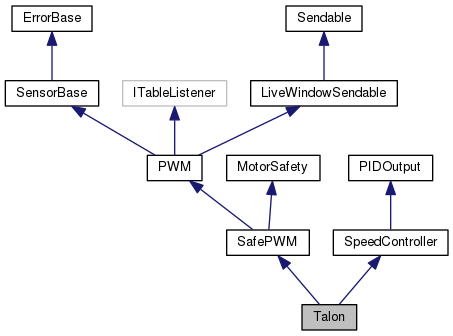 ErrorBase
Sendable
SensorBase
ITableListener
LiveWindowSendable
PWM
MotorSafety
PIDOutput
SafePWM
SpeedController
Talon